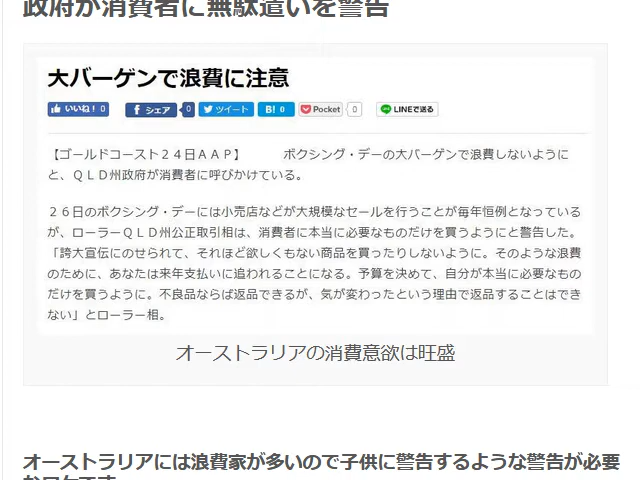 政府が消費者に無駄遣いを警告
大バーゲンで浪費に注意
いいね！ 0 シェア 0 ツイート B! 0 Pocket 0 LINEで送る
【ゴールドコースト２４日ＡＡＰ】　　　ボクシング・デーの大バーゲンで浪費しないように
と、ＱＬＤ州政府が消費者に呼びかけている。
２６日のボクシング・デーには小売店などが大規模なセールを行うことが毎年恒例となっている
が、ローラーＱＬＤ州公正取引相は、消費者に本当に必要なものだけを買うようにと警告した。
「誇大宣伝にのせられて、それほど欲しくもない商品を買ったりしないように。そのような浪費
のために、あなたは来年支払いに追われることになる。予算を決めて、自分が本当に必要なもの
だけを買うように。不良品ならば返品できるが、気が変わったという理由で返品することはでき
ない」とローラー相。
オーストラリアの消費意欲は旺盛
オーストラリアには浪費家が多いので子供に警告するような警告が必要
なワケです